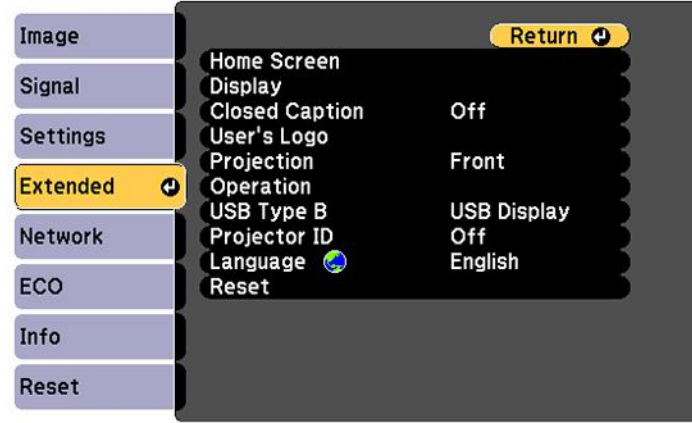 Image
Signal
Settings
Extended
Network
ECO
Info
Reset
Return
Home Screen
Display
Closed Caption Off
User's Logo
Projection Front
Operation
USB Type B USB Display
Projector ID Off
Language English
Reset